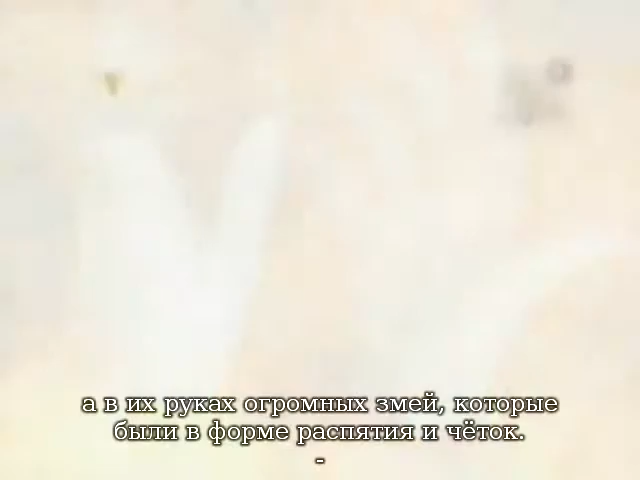 а в их руках огромных змей, которые
были в форме распятия и чёток.
-